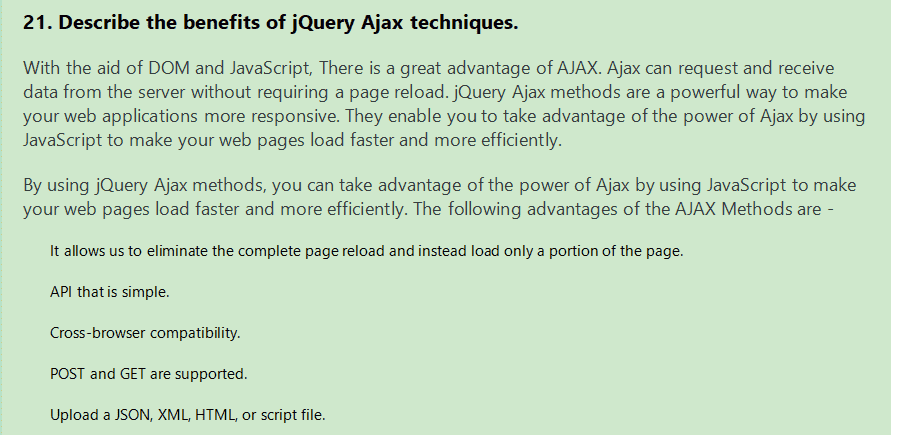 21. Describe the benefits of jQuery Ajax techniques.
With the aid of DOM and JavaScript, There is a great advantage of AJAX. Ajax can request and receive
data from the server without requiring a page reload. jQuery Ajax methods are a powerful way to make
your web applications more responsive. They enable you to take advantage of the power of Ajax by using
JavaScript to make your web pages load faster and more efficiently.
By using jQuery Ajax methods, you can take advantage of the power of Ajax by using JavaScript to make
your web pages load faster and more efficiently. The following advantages of the AJAX Methods are -
It allows us to eliminate the complete page reload and instead load only a portion of the page.
API that is simple.
Cross-browser compatibility.
POST and GET are supported.
Upload a JSON, XML, HTML, or script file.